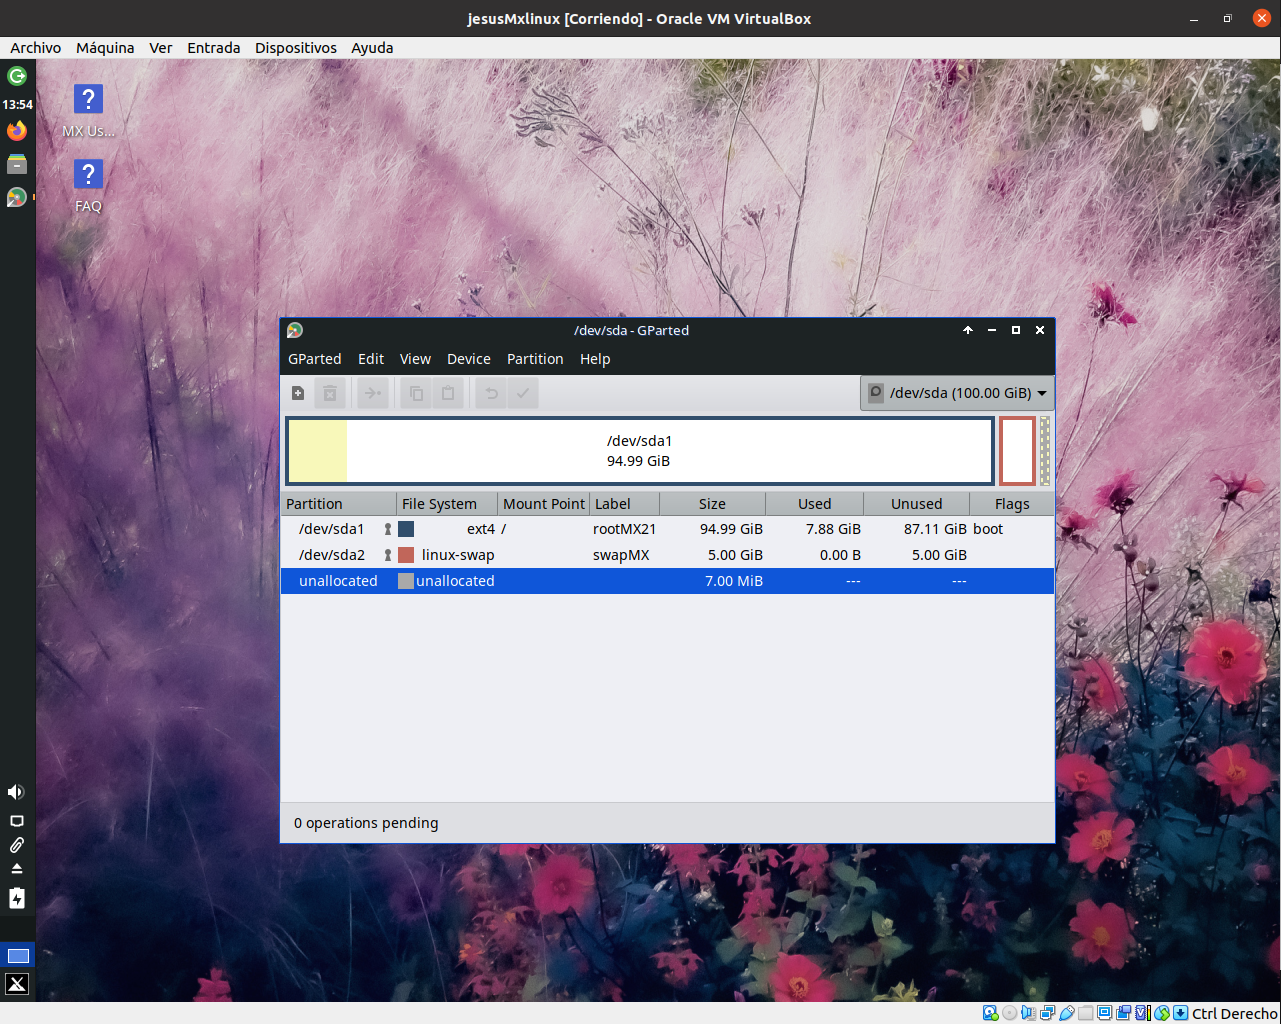 jesusMxlinux [Corriendo] - Oracle VM VirtualBox
Archivo Máquina Ver Entrada Dispositivos Ayuda
13:54
MX Us...
FAQ
/dev/sda - GParted
GParted Edit View Device Partition Help
/dev/sda (100.00 GiB)
/dev/sda1
94.99 GiB
Partition File System Mount Point Label Size Used Unused Flags
/dev/sda1 ext4 / rootMX21 94.99 GiB 7.88 GiB 87.11 GiB boot
/dev/sda2 linux-swap swapMX 5.00 GiB 0.00 B 5.00 GiB
unallocated unallocated 7.00 MiB --- ---
0 operations pending
Ctrl Derecho